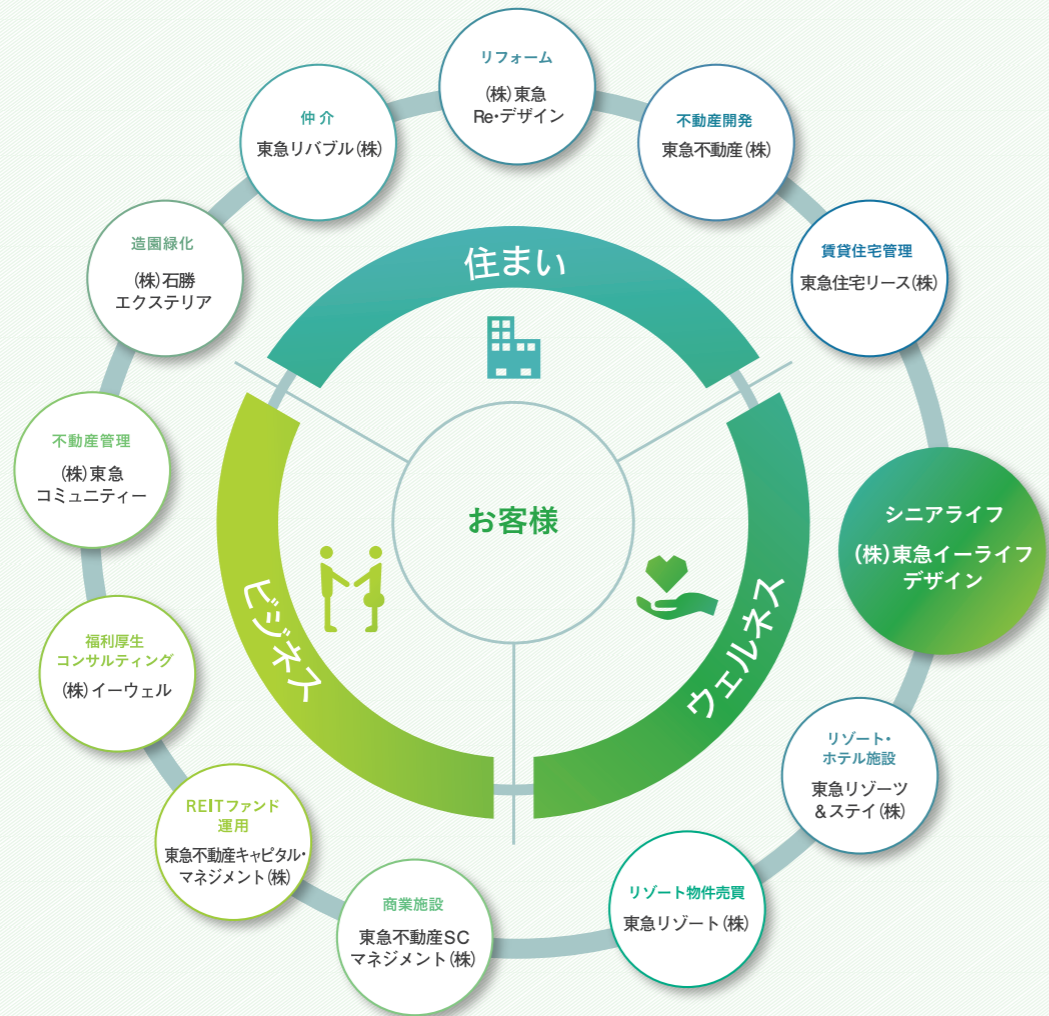 リフォーム
(株)東急
Re・デザイン
不動産開発
東急不動産(株)
賃貸住宅管理
東急住宅リース(株)
シニアライフ
(株)東急イーライフ
デザイン
リゾート・
ホテル施設
東急リゾーツ
&ステイ(株)
リゾート物件売買
東急リゾート(株)
商業施設
東急不動産SC
マネジメント(株)
REITファンド
運用
東急不動産キャピタル・
マネジメント(株)
福利厚生
コンサルティング
(株)イーウェル
不動産管理
(株)東急
コミュニティー
造園緑化
(株)石勝
エクステリア
仲介
東急リバブル(株)
住まい
ウェルネス
ビジネス
お客様